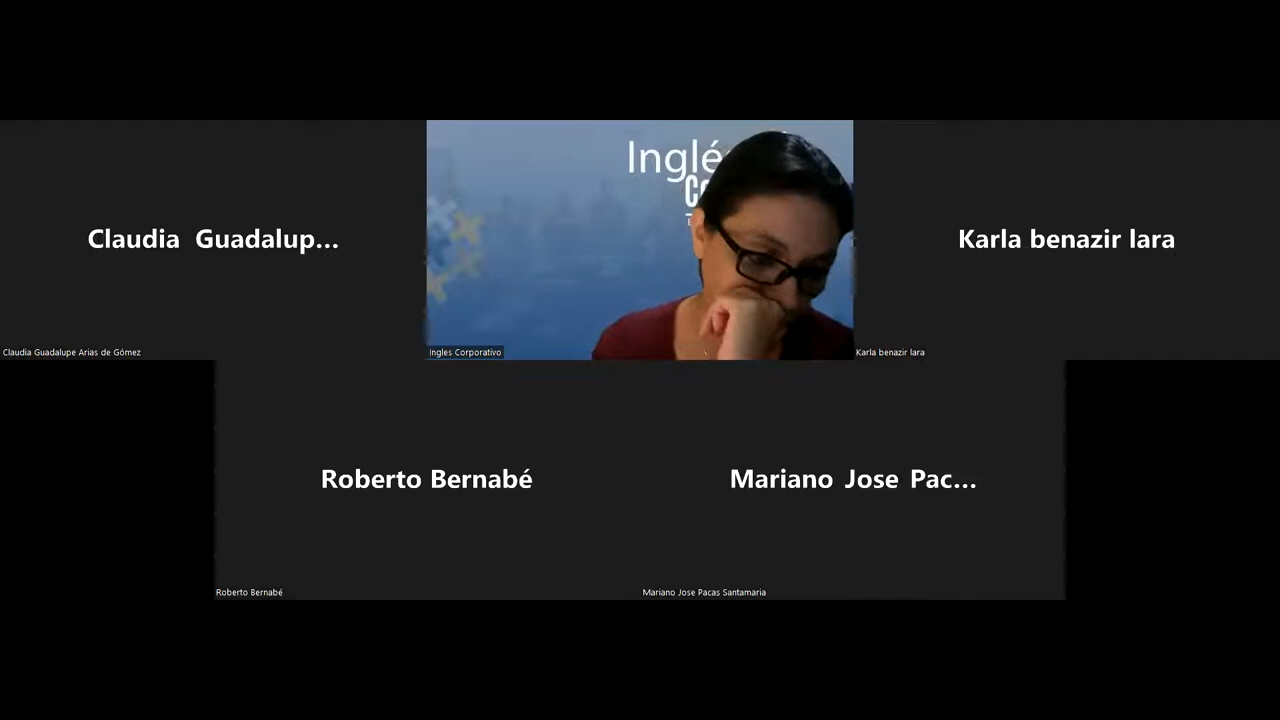 Claudia Guadalup...
Claudia Guadalupe Arias de Gómez
Inglé
Ingles Corporativo
Karla benazir lara
Karla benazir lara
Roberto Bernabé
Roberto Bernabé
Mariano Jose Pac...
Mariano Jose Pacas Santamaria